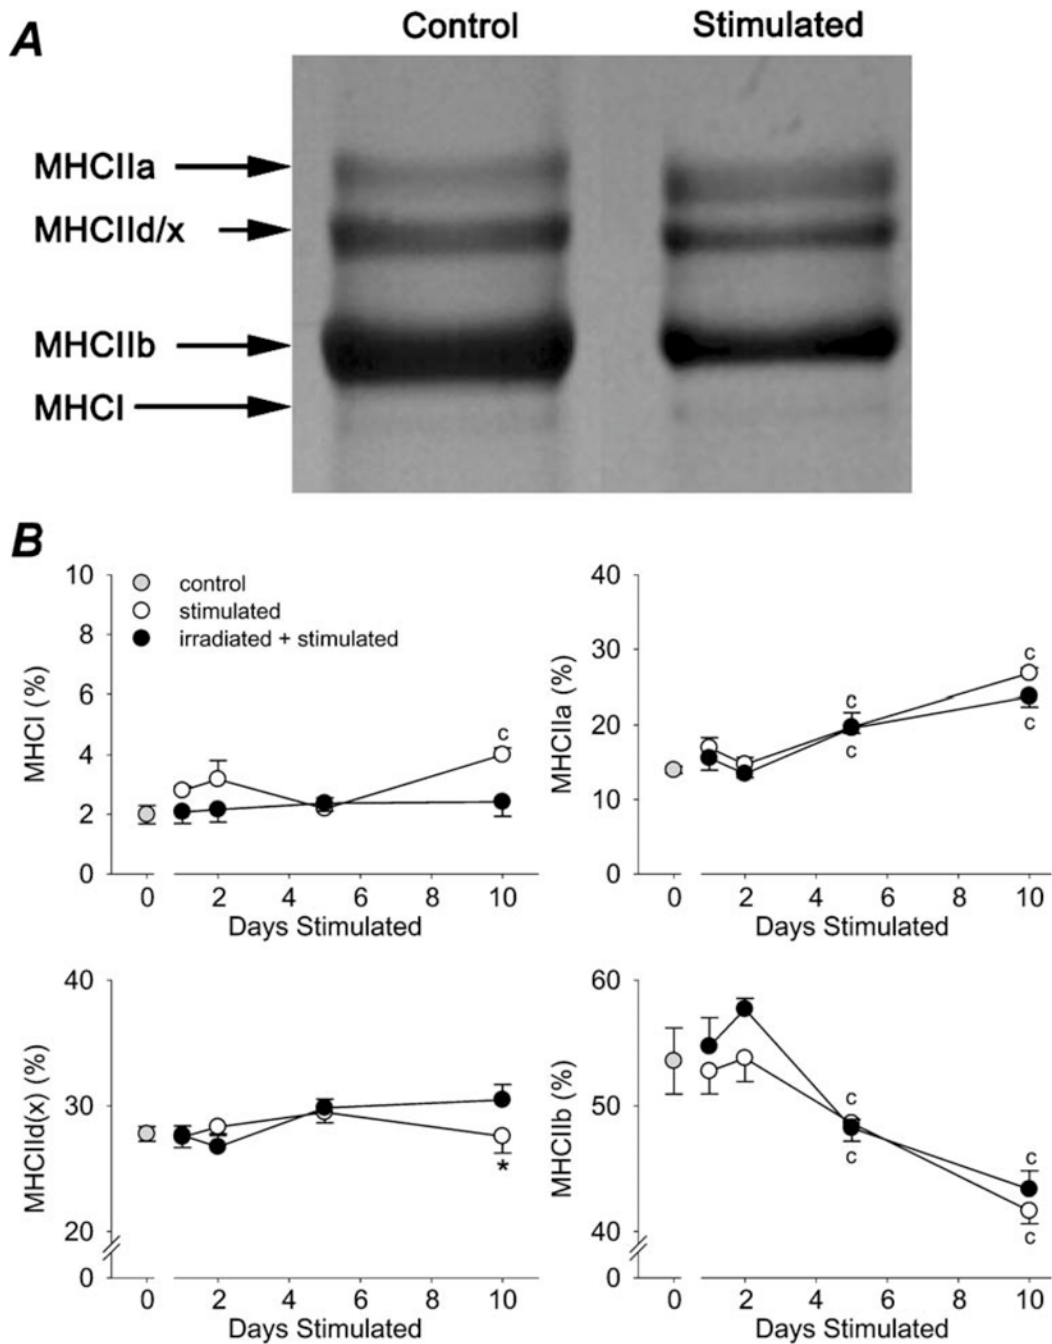 A
Control Stimulated
MHCIIa
MHCIId/x
MHCIIb
MHCI
B
10
8
6
4
2
0
MHCI (%)
control
stimulated
irradiated + stimulated
c
0 2 4 6 8 10
Days Stimulated
40
30
20
10
0
MHCIIa (%)
c
c
c
c
0 2 4 6 8 10
Days Stimulated
40
30
20
0
MHCIId(x) (%)
*
0 2 4 6 8 10
Days Stimulated
60
50
40
0
MHCIIb (%)
c
c
c
c
0 2 4 6 8 10
Days Stimulated